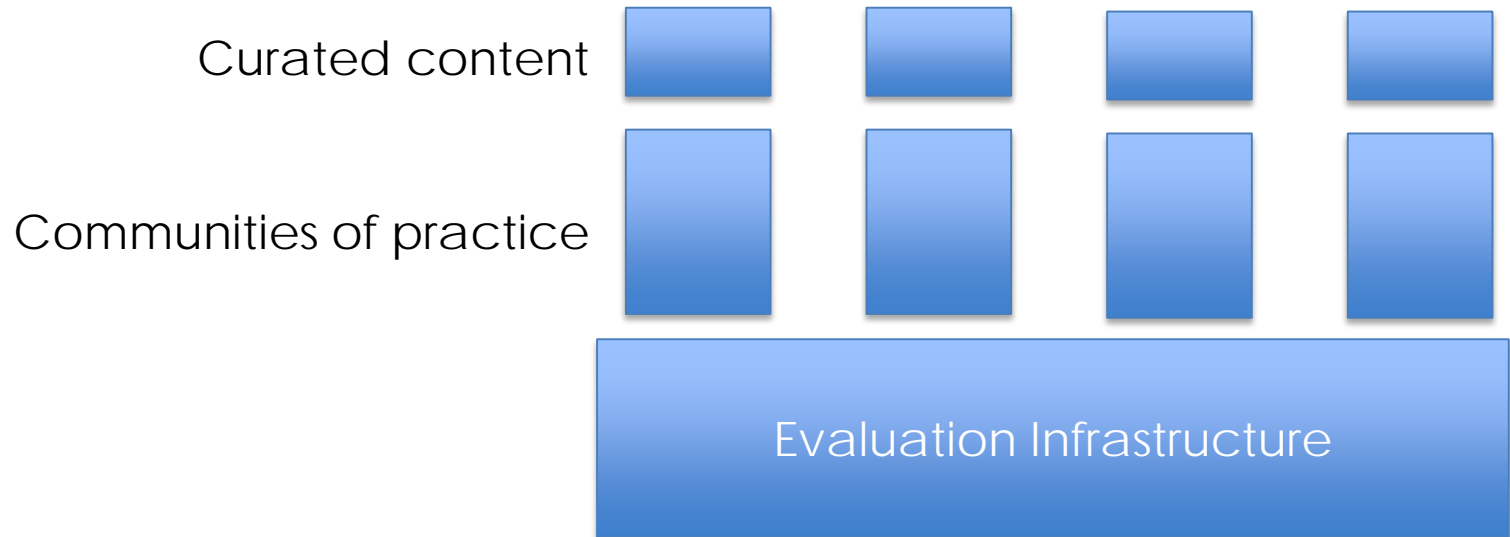 Curated content
Communities of practice
Evaluation Infrastructure